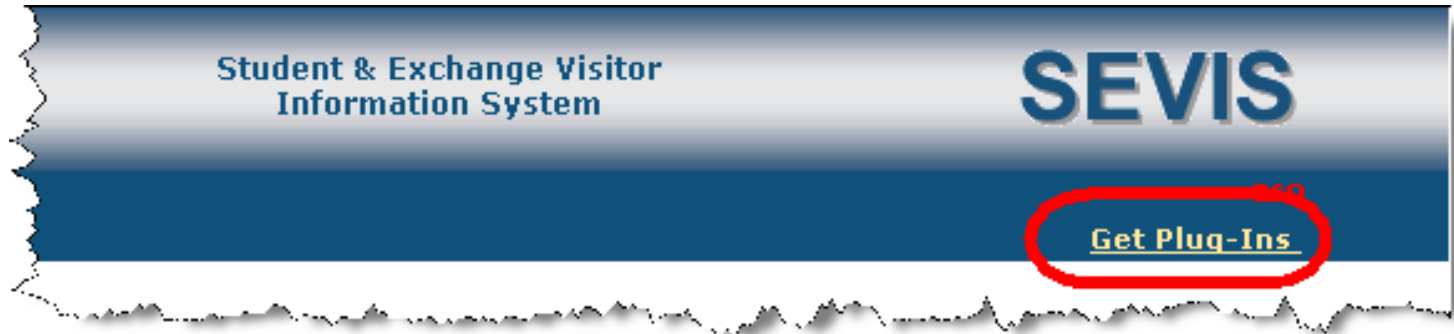 Student & Exchange Visitor
Information System
SEVIS
Get Plug-Ins